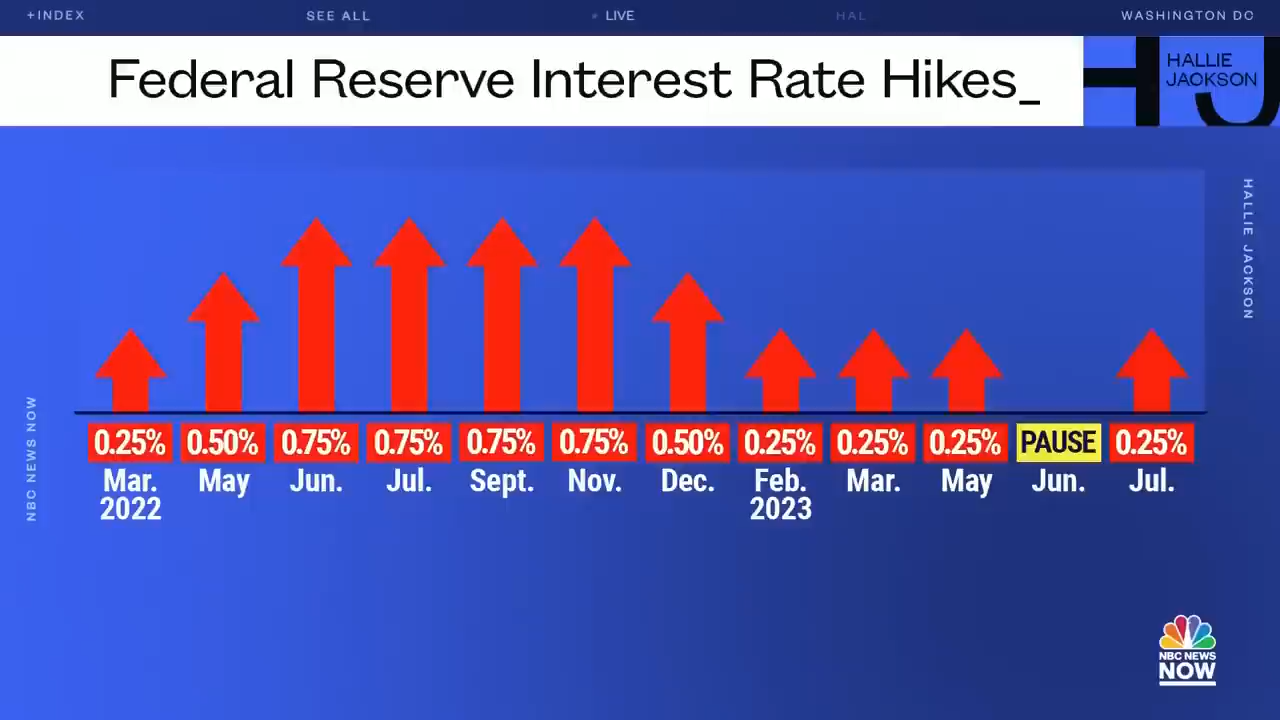 +INDEX
SEE ALL
LIVE
HAL
WASHINGTON DC
Federal Reserve Interest Rate Hikes_
HJ
HALLIE
JACKSON
HALLIE JACKSON
NBC NEWS NOW
0.25% 0.50% 0.75% 0.75% 0.75% 0.75% 0.50% 0.25% 0.25% 0.25% PAUSE 0.25%
Mar. May Jun. Jul. Sept. Nov. Dec. Feb. Mar. May Jun. Jul.
2022 2023
NBC NEWS
NOW